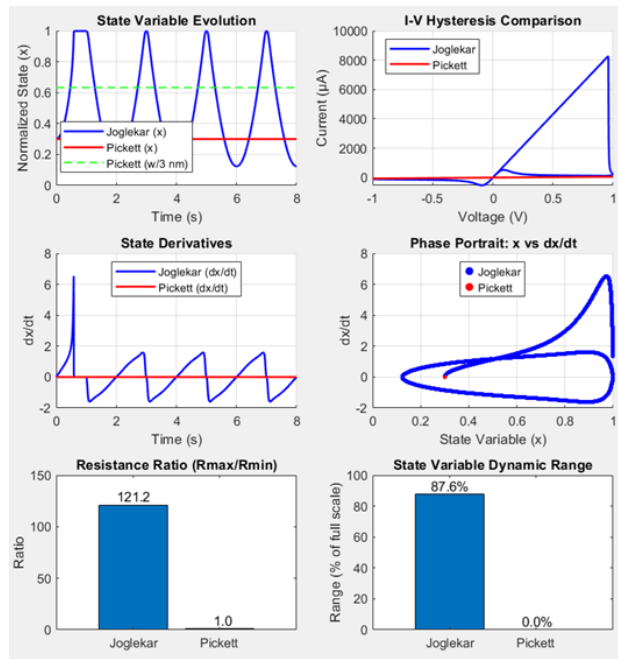 State Variable Evolution
1
0.8
0.6
0.4
0.2
0
Normalized State (x)
Joglekar (x)
Pickett (x)
Pickett (w/3 nm)
0 2 4 6 8
Time (s)
I-V Hysteresis Comparison
10000
8000
6000
4000
2000
0
Current (μA)
Joglekar
Pickett
-1 -0.5 0 0.5 1
Voltage (V)
State Derivatives
8
6
4
2
0
-2
dx/dt
Joglekar (dx/dt)
Pickett (dx/dt)
0 2 4 6 8
Time (s)
Phase Portrait: x vs dx/dt
8
6
4
2
0
-2
dx/dt
Joglekar
Pickett
0 0.2 0.4 0.6 0.8 1
State Variable (x)
Resistance Ratio (Rmax/Rmin)
150
100
50
0
Ratio
121.2
1.0
Joglekar Pickett
State Variable Dynamic Range
100
80
60
40
20
0
Range (% of full scale)
87.6%
0.0%
Joglekar Pickett